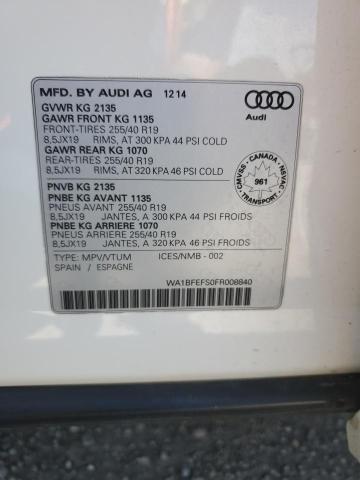 MFD. BY AUDI AG 12 14
GVWR KG 2135
GAWR FRONT KG 1135
FRONT-TIRES 255/40 R19
8,5JX19 RIMS, AT 300 KPA 44 PSI COLD
GAWR REAR KG 1070
REAR-TIRES 255/40 R19
8,5JX19 RIMS, AT 320 KPA 46 PSI COLD
Audi
CMVSS - CANADA - NSVAC
961
PNVB KG 2135
PNBE KG AVANT 1135
PNEUS AVANT 255/40 R19
8,5JX19 JANTES, A 300 KPA 44 PSI FROIDS
PNBE KG ARRIERE 1070
PNEUS ARRIERE 255/40 R19
8,5JX19 JANTES, A 320 KPA 46 PSI FROIDS
TYPE: MPV/VTUM ICES/NMB - 002
SPAIN / ESPAGNE
WA1BFEFS0FR008840